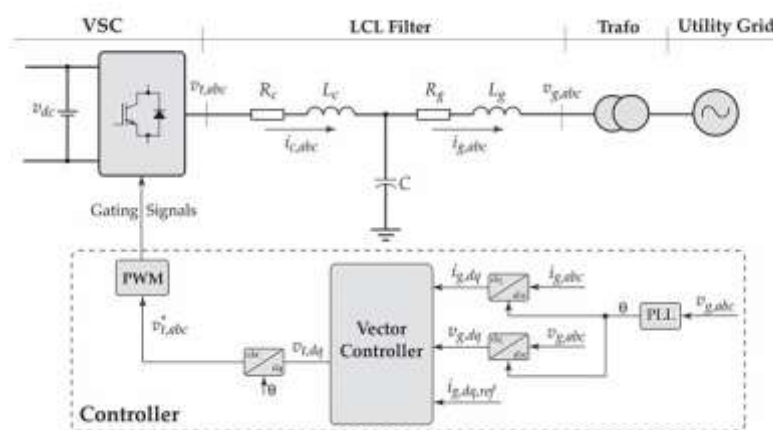 VSC LCL Filter Trafo Utility Grid
v_t,abc R_c L_c R_g L_g v_g,abc
v_dc
i_c,abc i_g,abc
C
Gating Signals
PWM
i_g,dq i_g,abc
v*_t,abc
Vector Controller
θ PLL v_g,abc
v_t,dq
v_g,dq v_g,abc
dq
θ
i_g,dq,ref
Controller